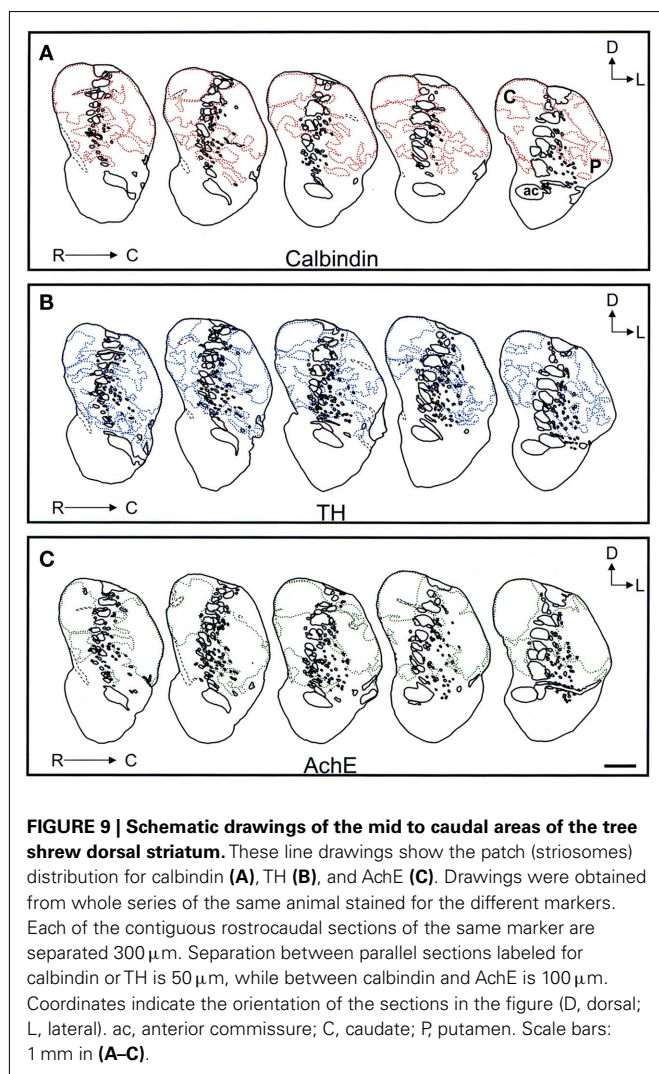 A
D
L
C
P
ac
R C
Calbindin
B
D
L
R C
TH
C
D
L
R C
AchE
FIGURE 9 | Schematic drawings of the mid to caudal areas of the tree
shrew dorsal striatum. These line drawings show the patch (striosomes)
distribution for calbindin (A), TH (B), and AchE (C). Drawings were obtained
from whole series of the same animal stained for the different markers.
Each of the contiguous rostrocaudal sections of the same marker are
separated 300 μm. Separation between parallel sections labeled for
calbindin or TH is 50 μm, while between calbindin and AchE is 100 μm.
Coordinates indicate the orientation of the sections in the figure (D, dorsal;
L, lateral). ac, anterior commissure; C, caudate; P, putamen. Scale bars:
1 mm in (A–C).